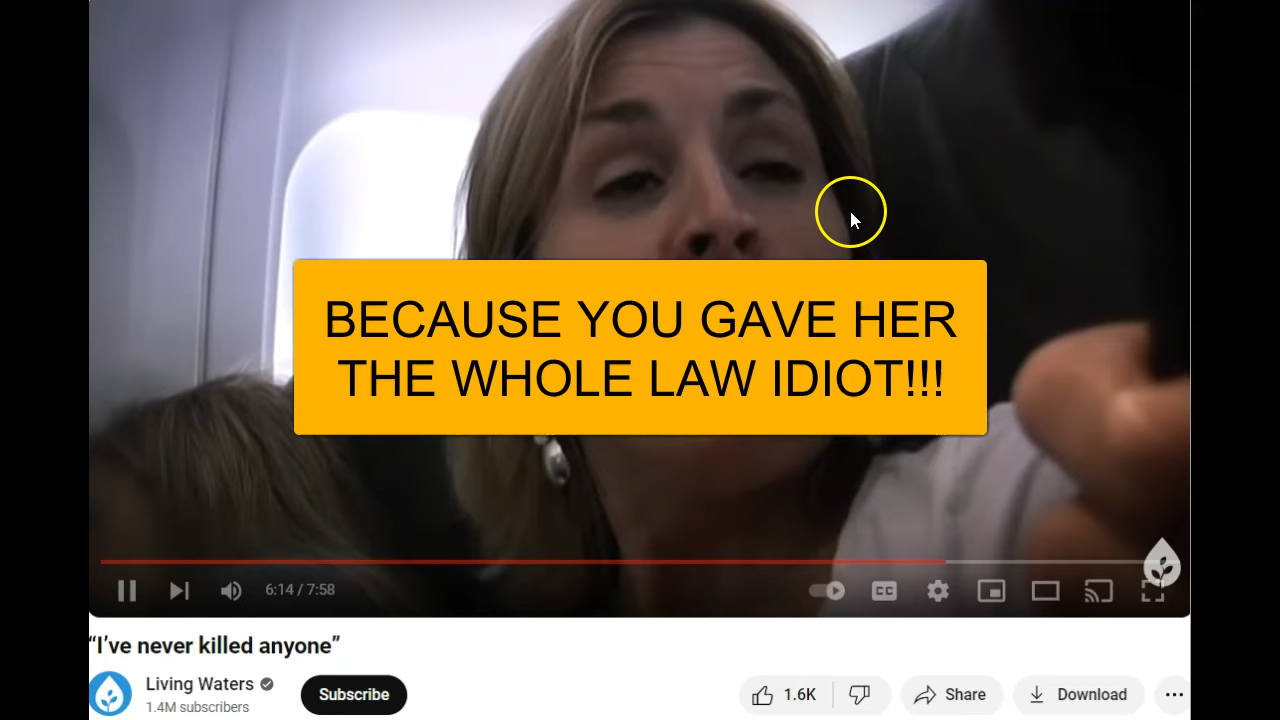 BECAUSE YOU GAVE HER
THE WHOLE LAW IDIOT!!!
6:14 / 7:58
CC
“I’ve never killed anyone”
Living Waters
1.4M subscribers
Subscribe
1.6K
Share
Download